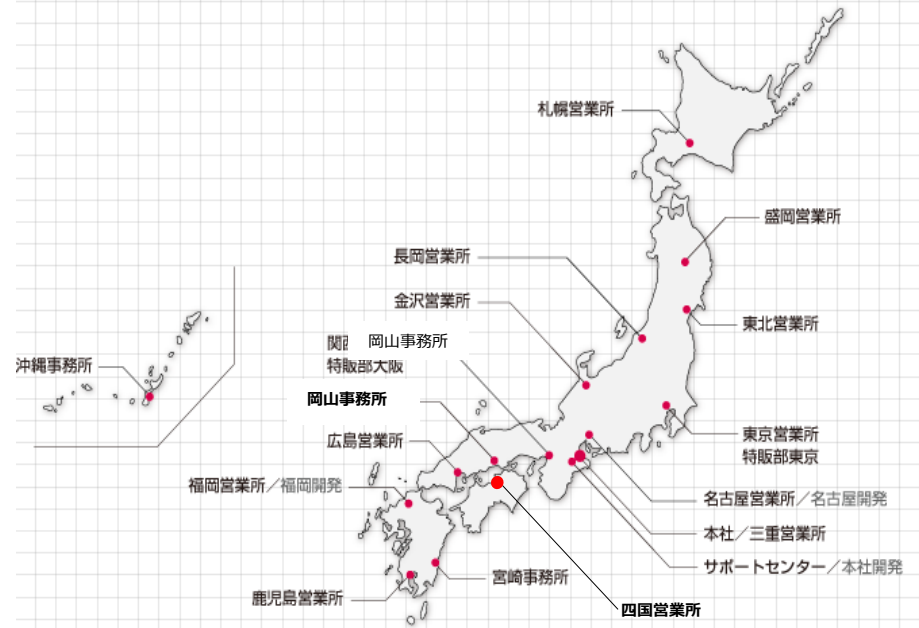 札幌営業所
盛岡営業所
長岡営業所
金沢営業所
東北営業所
関
岡山事務所
特販部大阪
沖縄事務所
岡山事務所
東京営業所
特販部東京
広島営業所
福岡営業所／福岡開発
名古屋営業所／名古屋開発
本社／三重営業所
サポートセンター／本社開発
宮崎事務所
鹿児島営業所
四国営業所